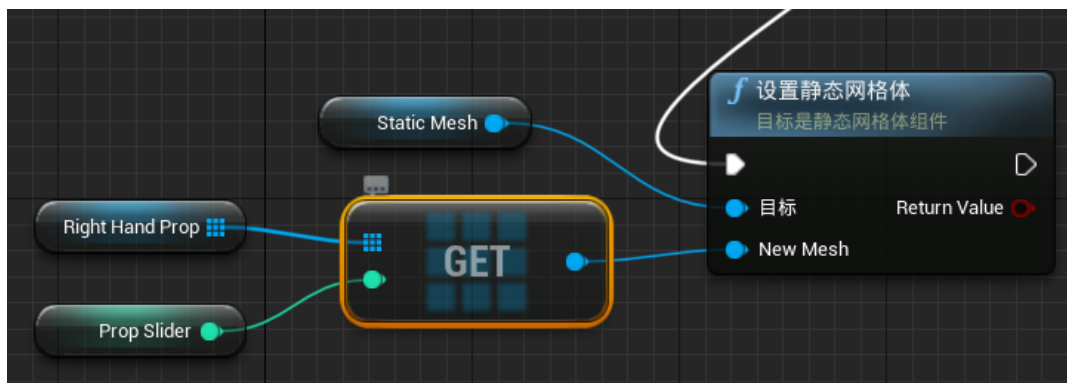 Static Mesh
Right Hand Prop
GET
Prop Slider
f 设置静态网格体
目标是静态网格体组件
目标
Return Value
New Mesh